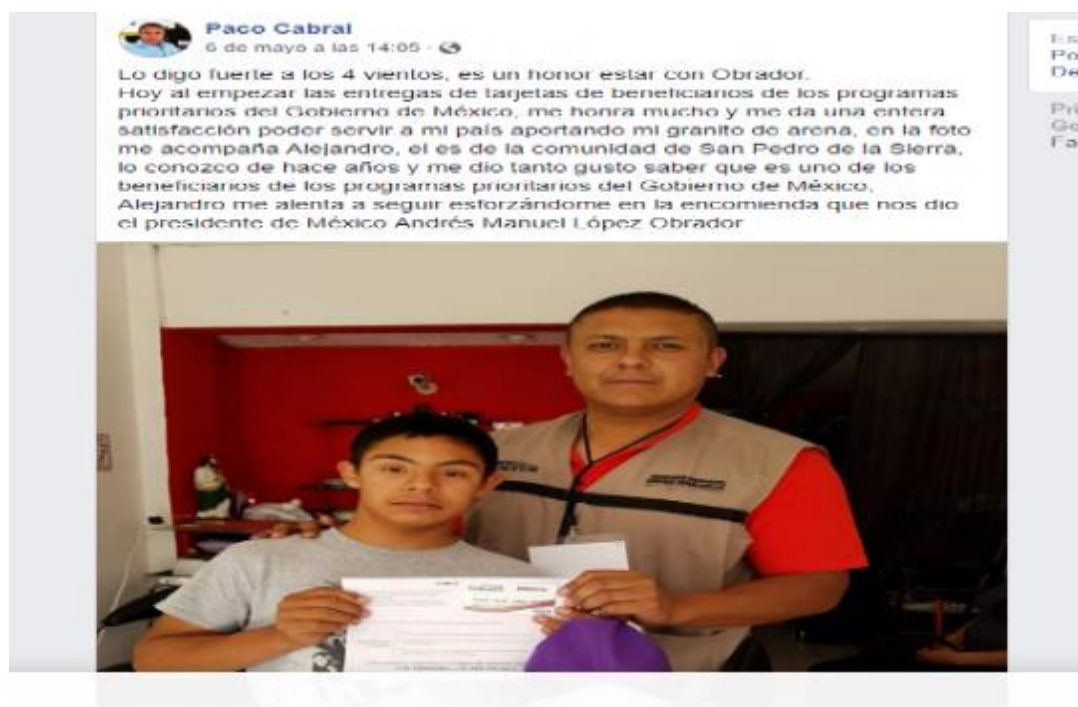 Paco Cabral
6 de mayo a las 14:05 ·
Lo digo fuerte a los 4 vientos, es un honor estar con Obrador.
Hoy al empezar las entregas de tarjetas de beneficiarios de los programas
prioritarios del Gobierno de México, me honra mucho y me da una entera
satisfacción poder servir a mi país aportando mi granito de arena, en la foto
me acompaña Alejandro, el es de la comunidad de San Pedro de la Sierra,
lo conozco de hace años y me dio tanto gusto saber que es uno de los
beneficiarios de los programas prioritarios del Gobierno de México,
Alejandro me alienta a seguir esforzándome en la encomienda que nos dio
el presidente de México Andrés Manuel López Obrador
Es
Po
De
Pri
Fa